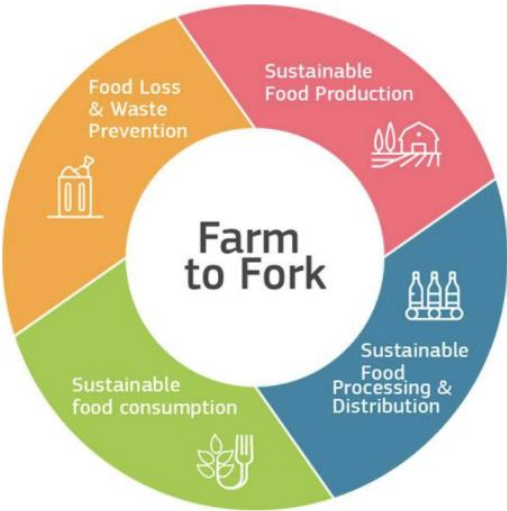 Food Loss
& Waste
Prevention
Sustainable
Food Production
Farm
to Fork
Sustainable
Food
Processing &
Distribution
Sustainable
food consumption